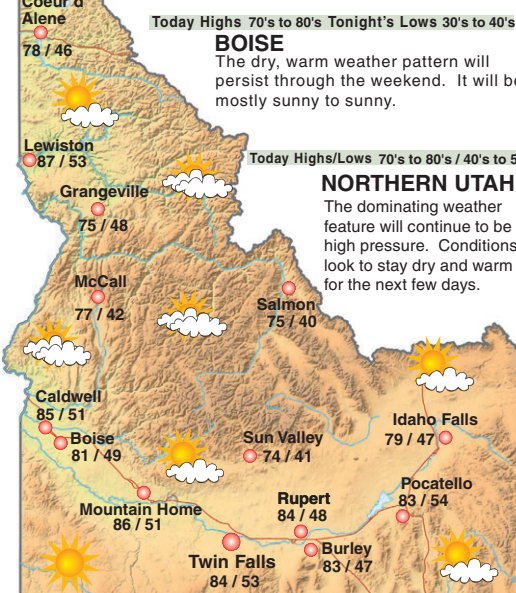 Coeur d'
Alene
78 / 46
Today Highs 70's to 80's Tonight's Lows 30's to 40's
BOISE
The dry, warm weather pattern will
persist through the weekend. It will be
mostly sunny to sunny.
Lewiston
87 / 53
Today Highs/Lows 70's to 80's / 40's to 5
NORTHERN UTAH
The dominating weather
feature will continue to be
high pressure. Conditions
look to stay dry and warm
for the next few days.
Grangeville
75 / 48
McCall
77 / 42
Salmon
75 / 40
Caldwell
85 / 51
Boise
81 / 49
Sun Valley
74 / 41
Idaho Falls
79 / 47
Mountain Home
86 / 51
Rupert
84 / 48
Pocatello
83 / 54
Twin Falls
84 / 53
Burley
83 / 47